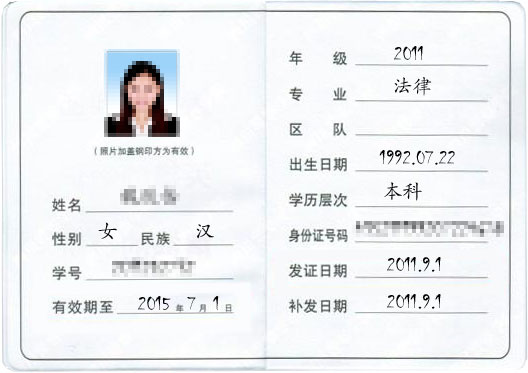 （照片加盖钢印方为有效）
姓名
性别 女 民族 汉
学号
有效期至 2015 年 7 月 1 日
年级 2011
专业 法律
区队
出生日期 1992.07.22
学历层次 本科
身份证号码
发证日期 2011.9.1
补发日期 2011.9.1